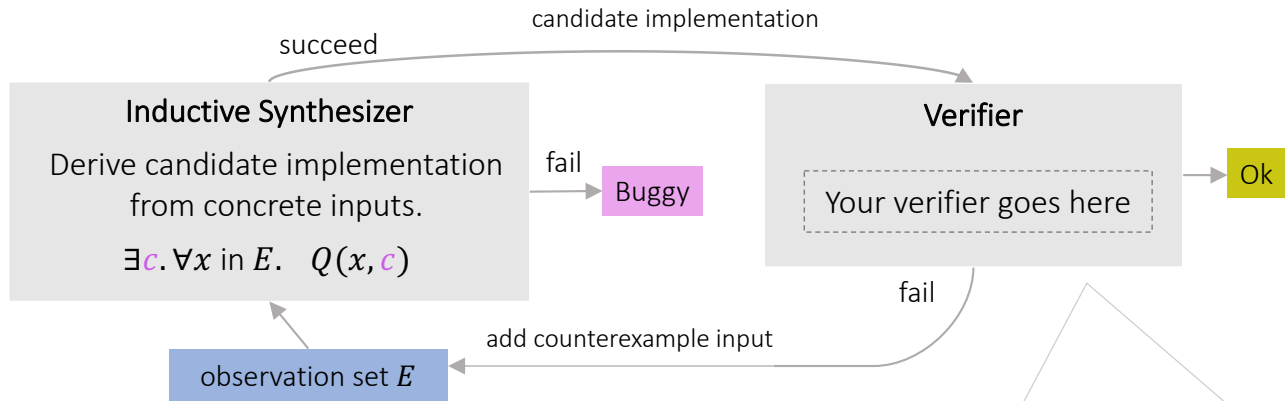 candidate implementation
succeed
Inductive Synthesizer
Derive candidate implementation
from concrete inputs.
∃c. ∀x in E. Q(x, c)
fail
Buggy
Verifier
Your verifier goes here
Ok
fail
add counterexample input
observation set E